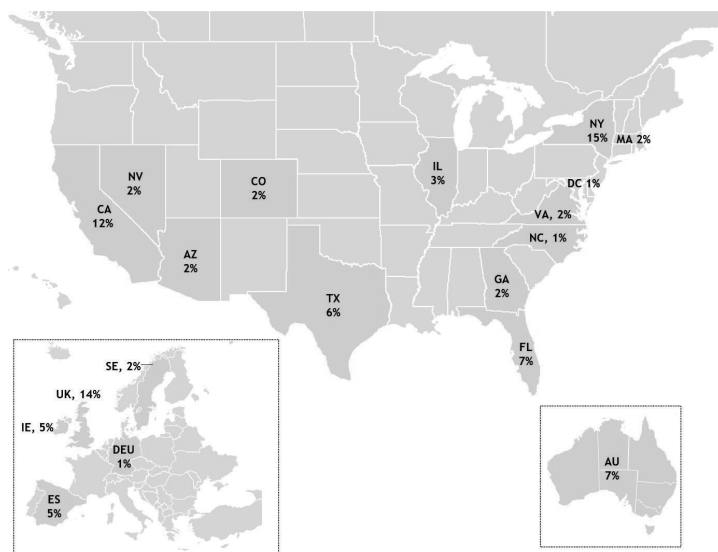 NY
15%
MA 2%
IL
3%
NV
2%
CO
2%
DC 1%
CA
12%
VA, 2%
NC, 1%
AZ
2%
GA
2%
TX
6%
FL
7%
SE, 2%
UK, 14%
IE, 5%
DEU
1%
AU
7%
ES
5%